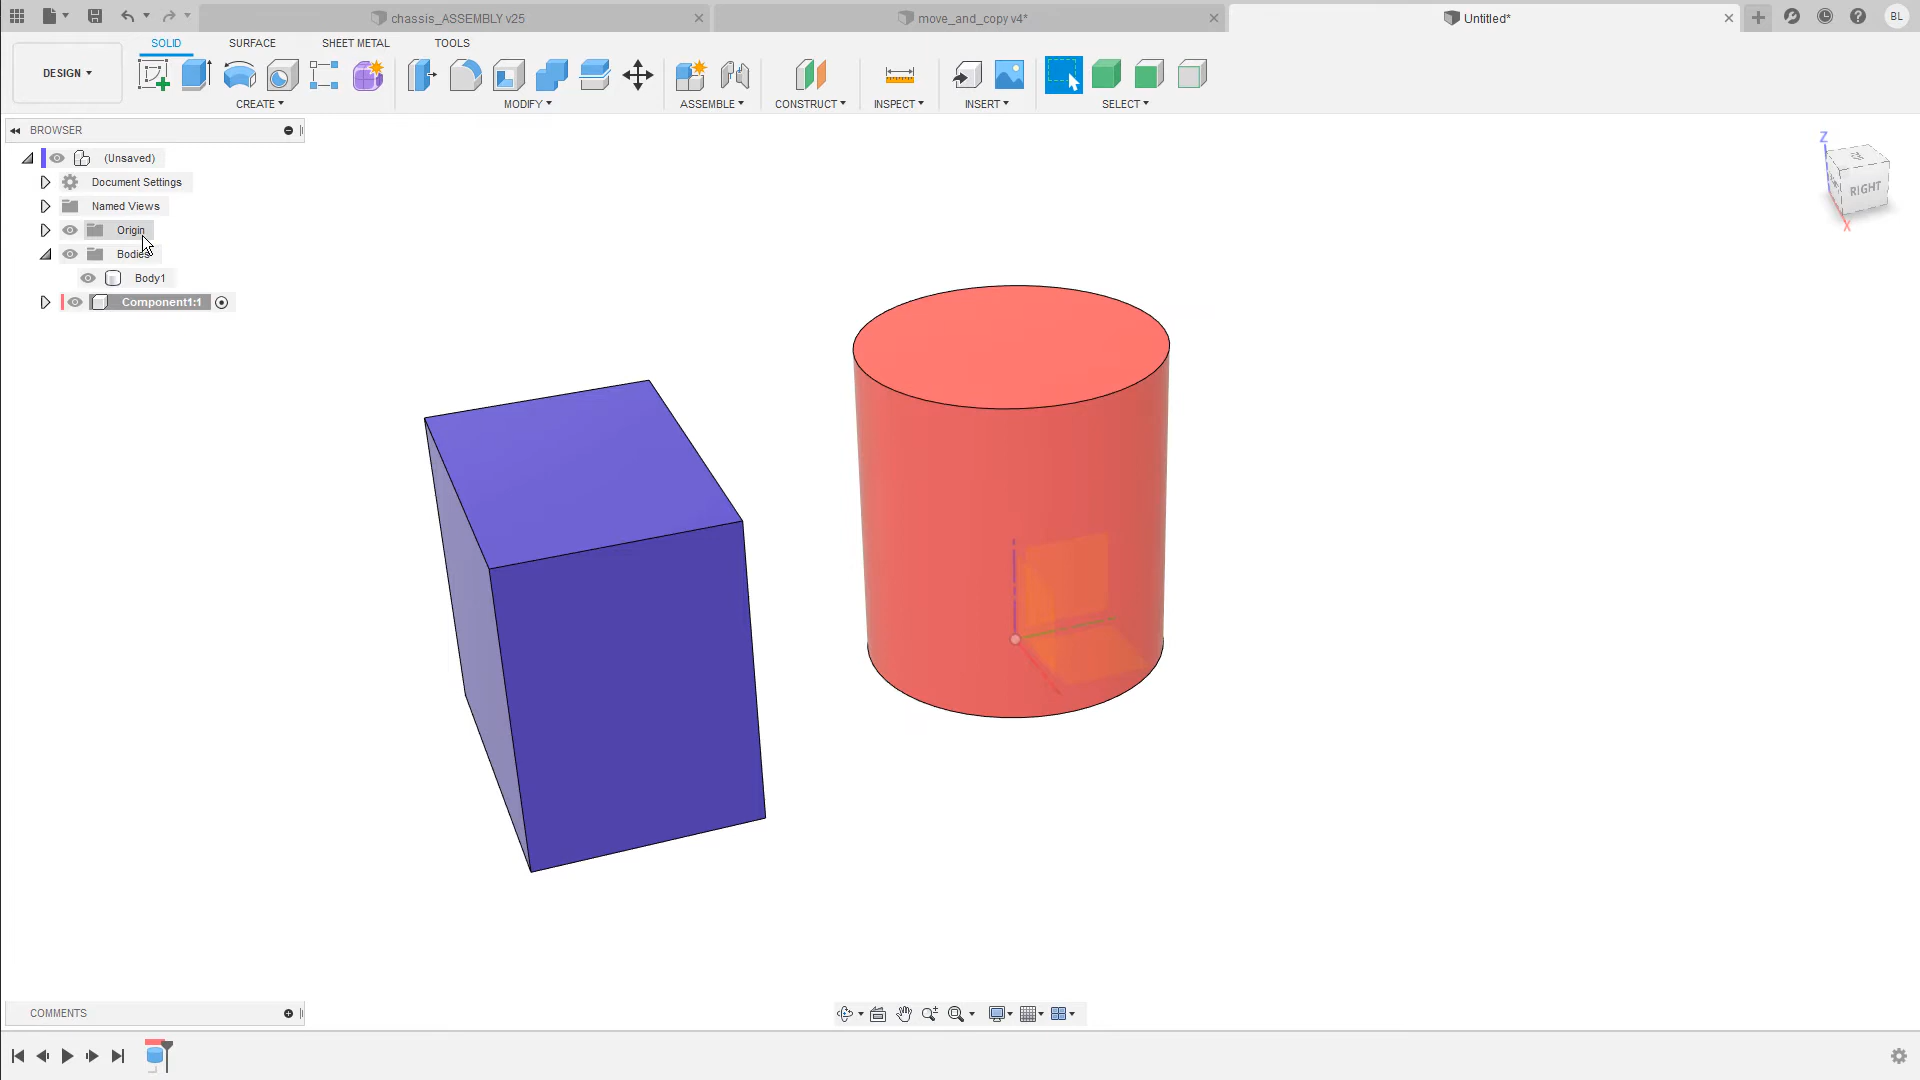 chassis_ASSEMBLY v25
move_and_copy v4*
Untitled*
BL
DESIGN
SOLID
SURFACE
SHEET METAL
TOOLS
CREATE
MODIFY
ASSEMBLE
CONSTRUCT
INSPECT
INSERT
SELECT
BROWSER
(Unsaved)
Document Settings
Named Views
Origin
Bodies
Body1
Component1:1
Z
RIGHT
X
COMMENTS